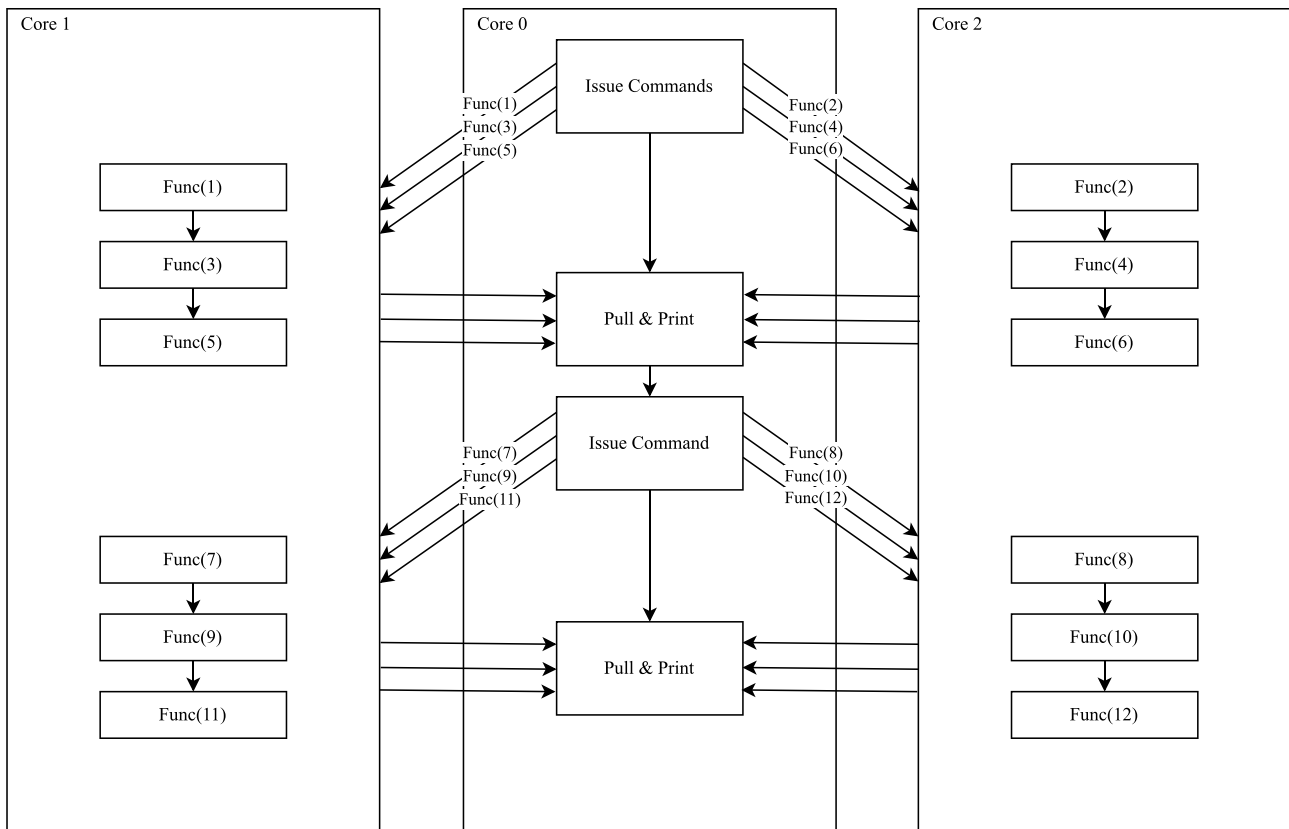 Core 1
Core 0
Core 2
Issue Commands
Func(1)
Func(3)
Func(5)
Func(2)
Func(4)
Func(6)
Func(1)
Func(3)
Func(5)
Func(2)
Func(4)
Func(6)
Pull & Print
Issue Command
Func(7)
Func(9)
Func(11)
Func(8)
Func(10)
Func(12)
Func(7)
Func(9)
Func(11)
Func(8)
Func(10)
Func(12)
Pull & Print